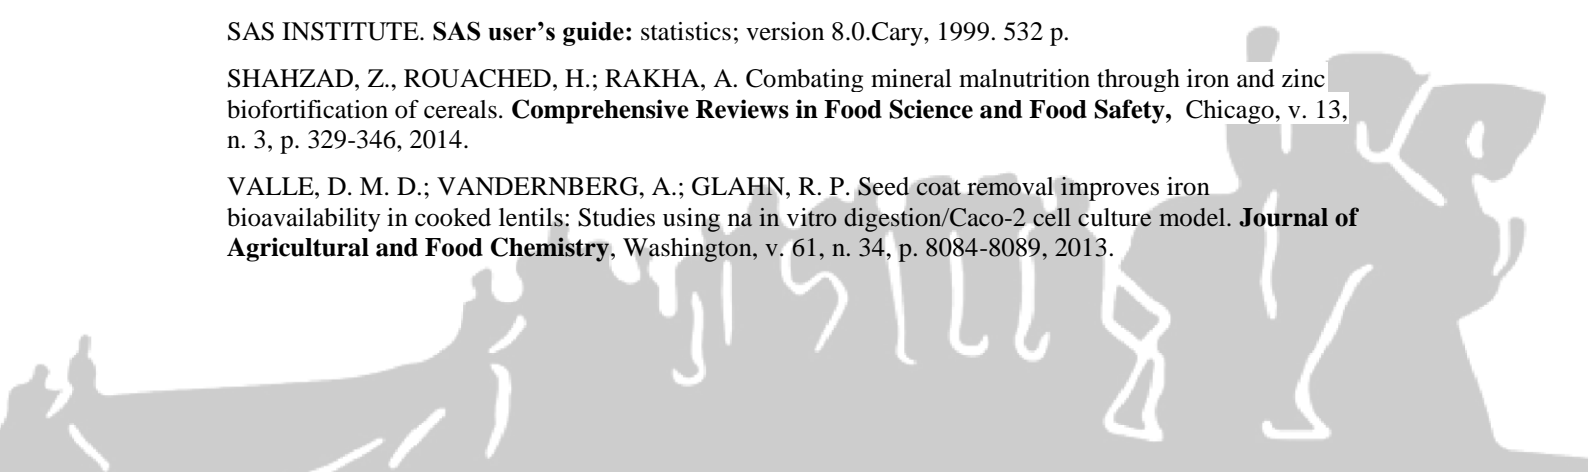 SAS INSTITUTE. SAS user’s guide: statistics; version 8.0.Cary, 1999. 532 p.
SHAHZAD, Z., ROUACHED, H.; RAKHA, A. Combating mineral malnutrition through iron and zinc
biofortification of cereals. Comprehensive Reviews in Food Science and Food Safety, Chicago, v. 13,
n. 3, p. 329-346, 2014.
VALLE, D. M. D.; VANDERNBERG, A.; GLAHN, R. P. Seed coat removal improves iron
bioavailability in cooked lentils: Studies using na in vitro digestion/Caco-2 cell culture model. Journal of
Agricultural and Food Chemistry, Washington, v. 61, n. 34, p. 8084-8089, 2013.